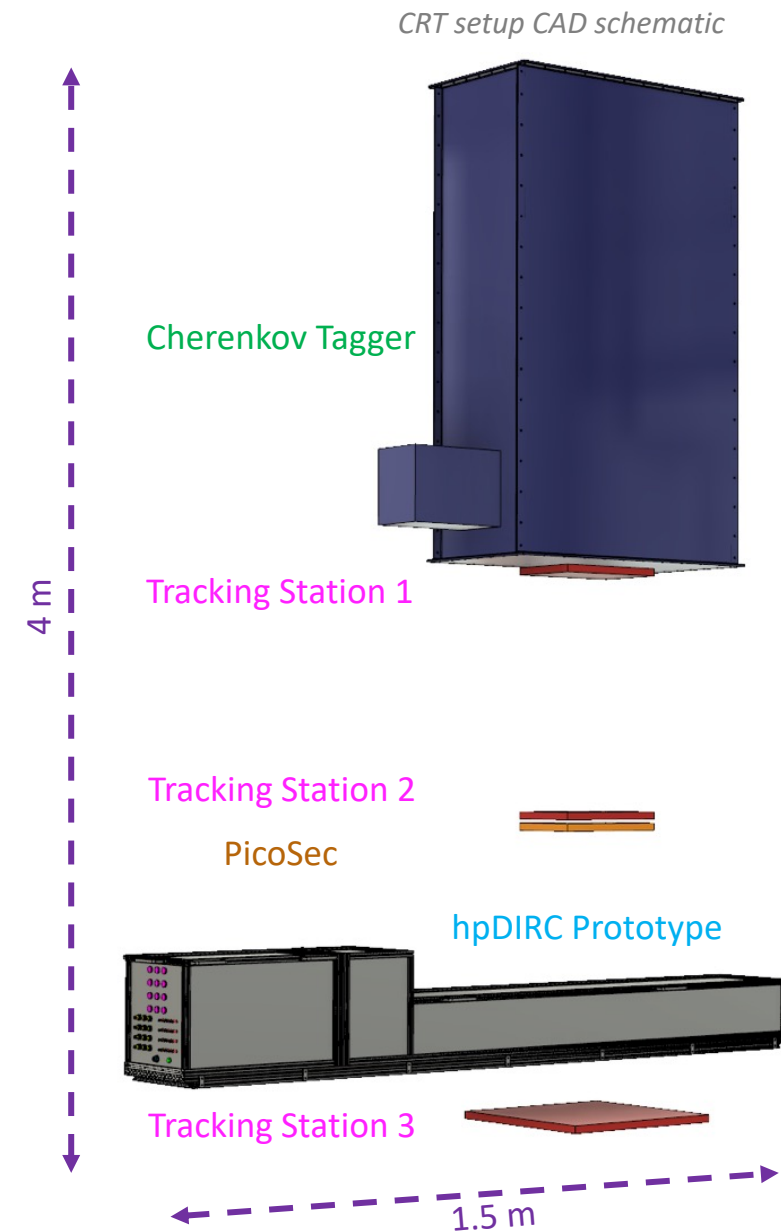 CRT setup CAD schematic
Cherenkov Tagger
Tracking Station 1
4 m
Tracking Station 2
PicoSec
hpDIRC Prototype
Tracking Station 3
1.5 m